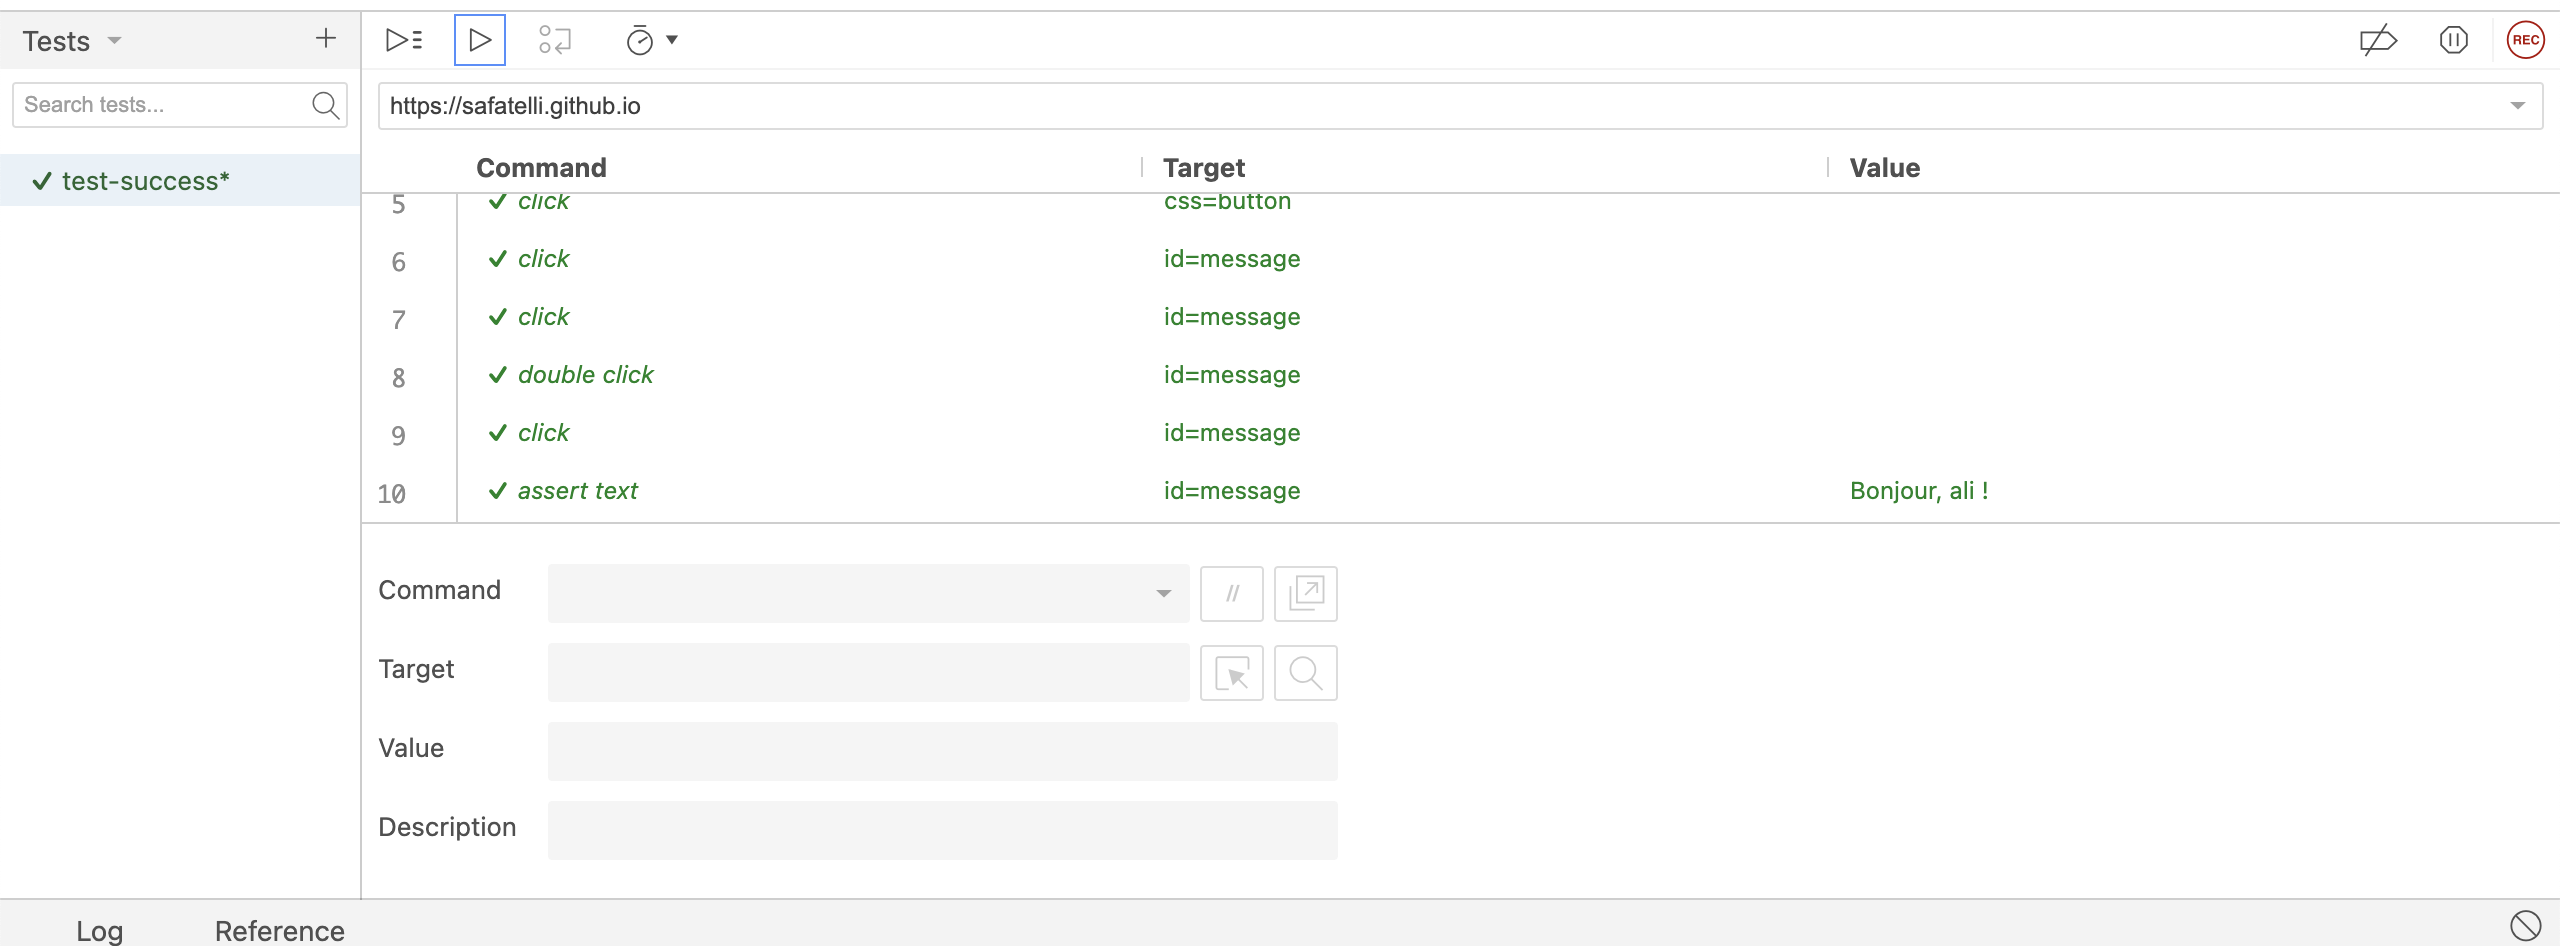 Tests
REC
Search tests...
https://safatelli.github.io
Command Target Value
test-success*
5 click css=button
6 click id=message
7 click id=message
8 double click id=message
9 click id=message
10 assert text id=message Bonjour, ali !
Command //
Target
Value
Description
Log Reference